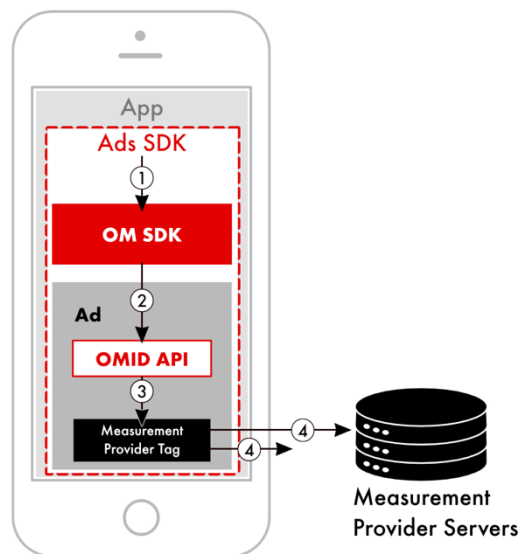 App
Ads SDK
1
OM SDK
2
Ad
OMID API
3
Measurement
Provider Tag
4
4
Measurement
Provider Servers